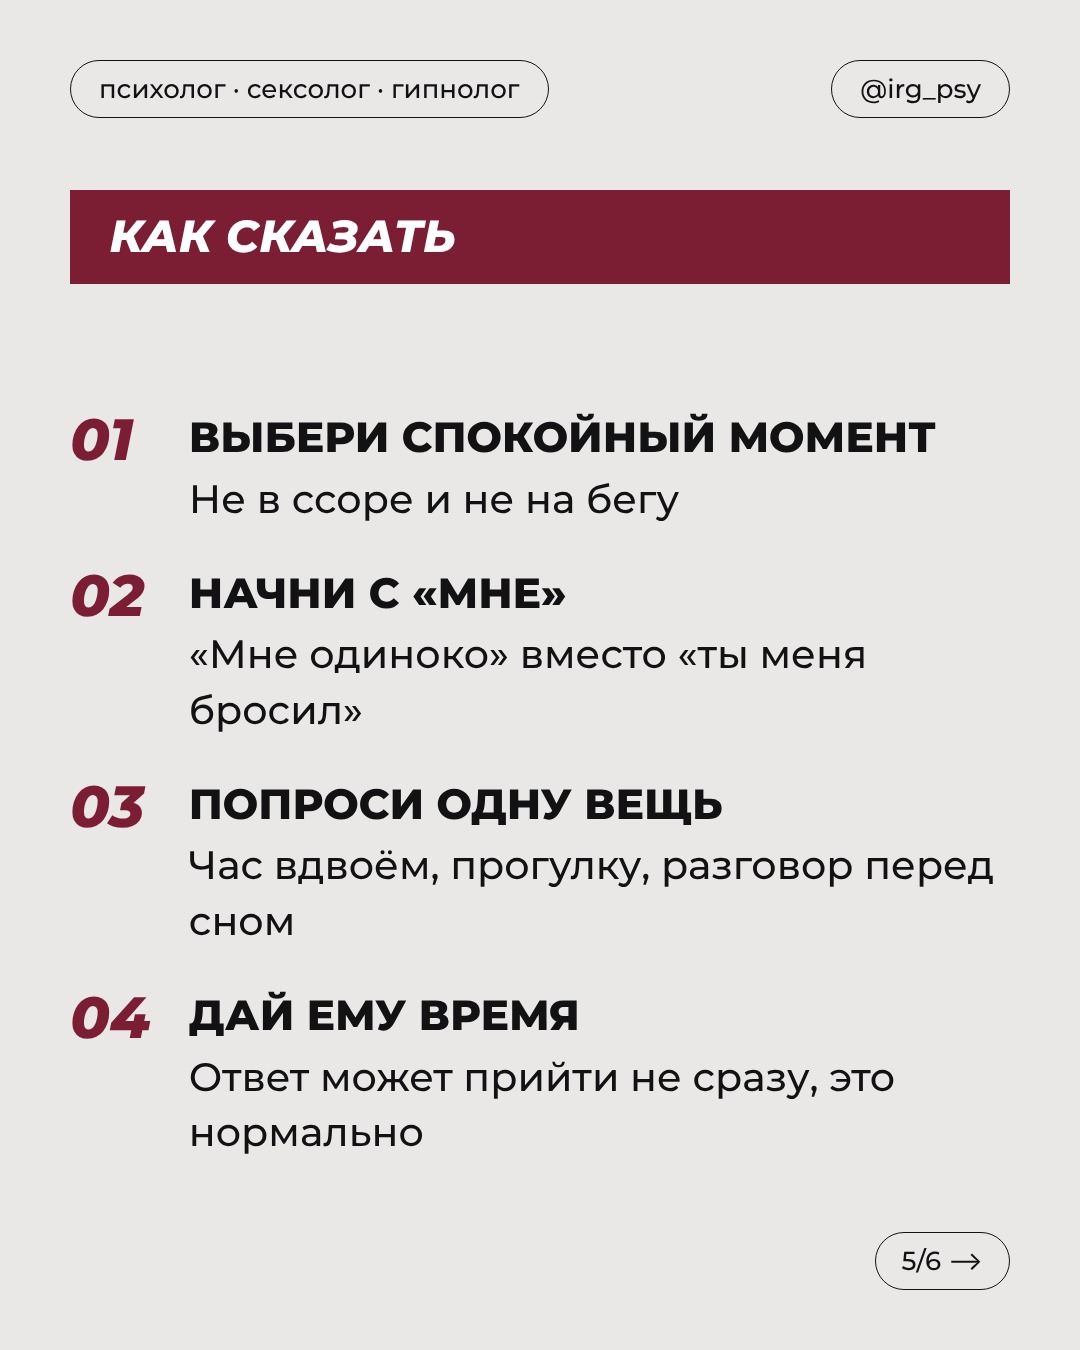 психолог · сексолог · гипнолог
@irg_psy
КАК СКАЗАТЬ
01 ВЫБЕРИ СПОКОЙНЫЙ МОМЕНТ
Не в ссоре и не на бегу
02 НАЧНИ С «МНЕ»
«Мне одиноко» вместо «ты меня
бросил»
03 ПОПРОСИ ОДНУ ВЕЩЬ
Час вдвоём, прогулку, разговор перед
сном
04 ДАЙ ЕМУ ВРЕМЯ
Ответ может прийти не сразу, это
нормально
5/6 →